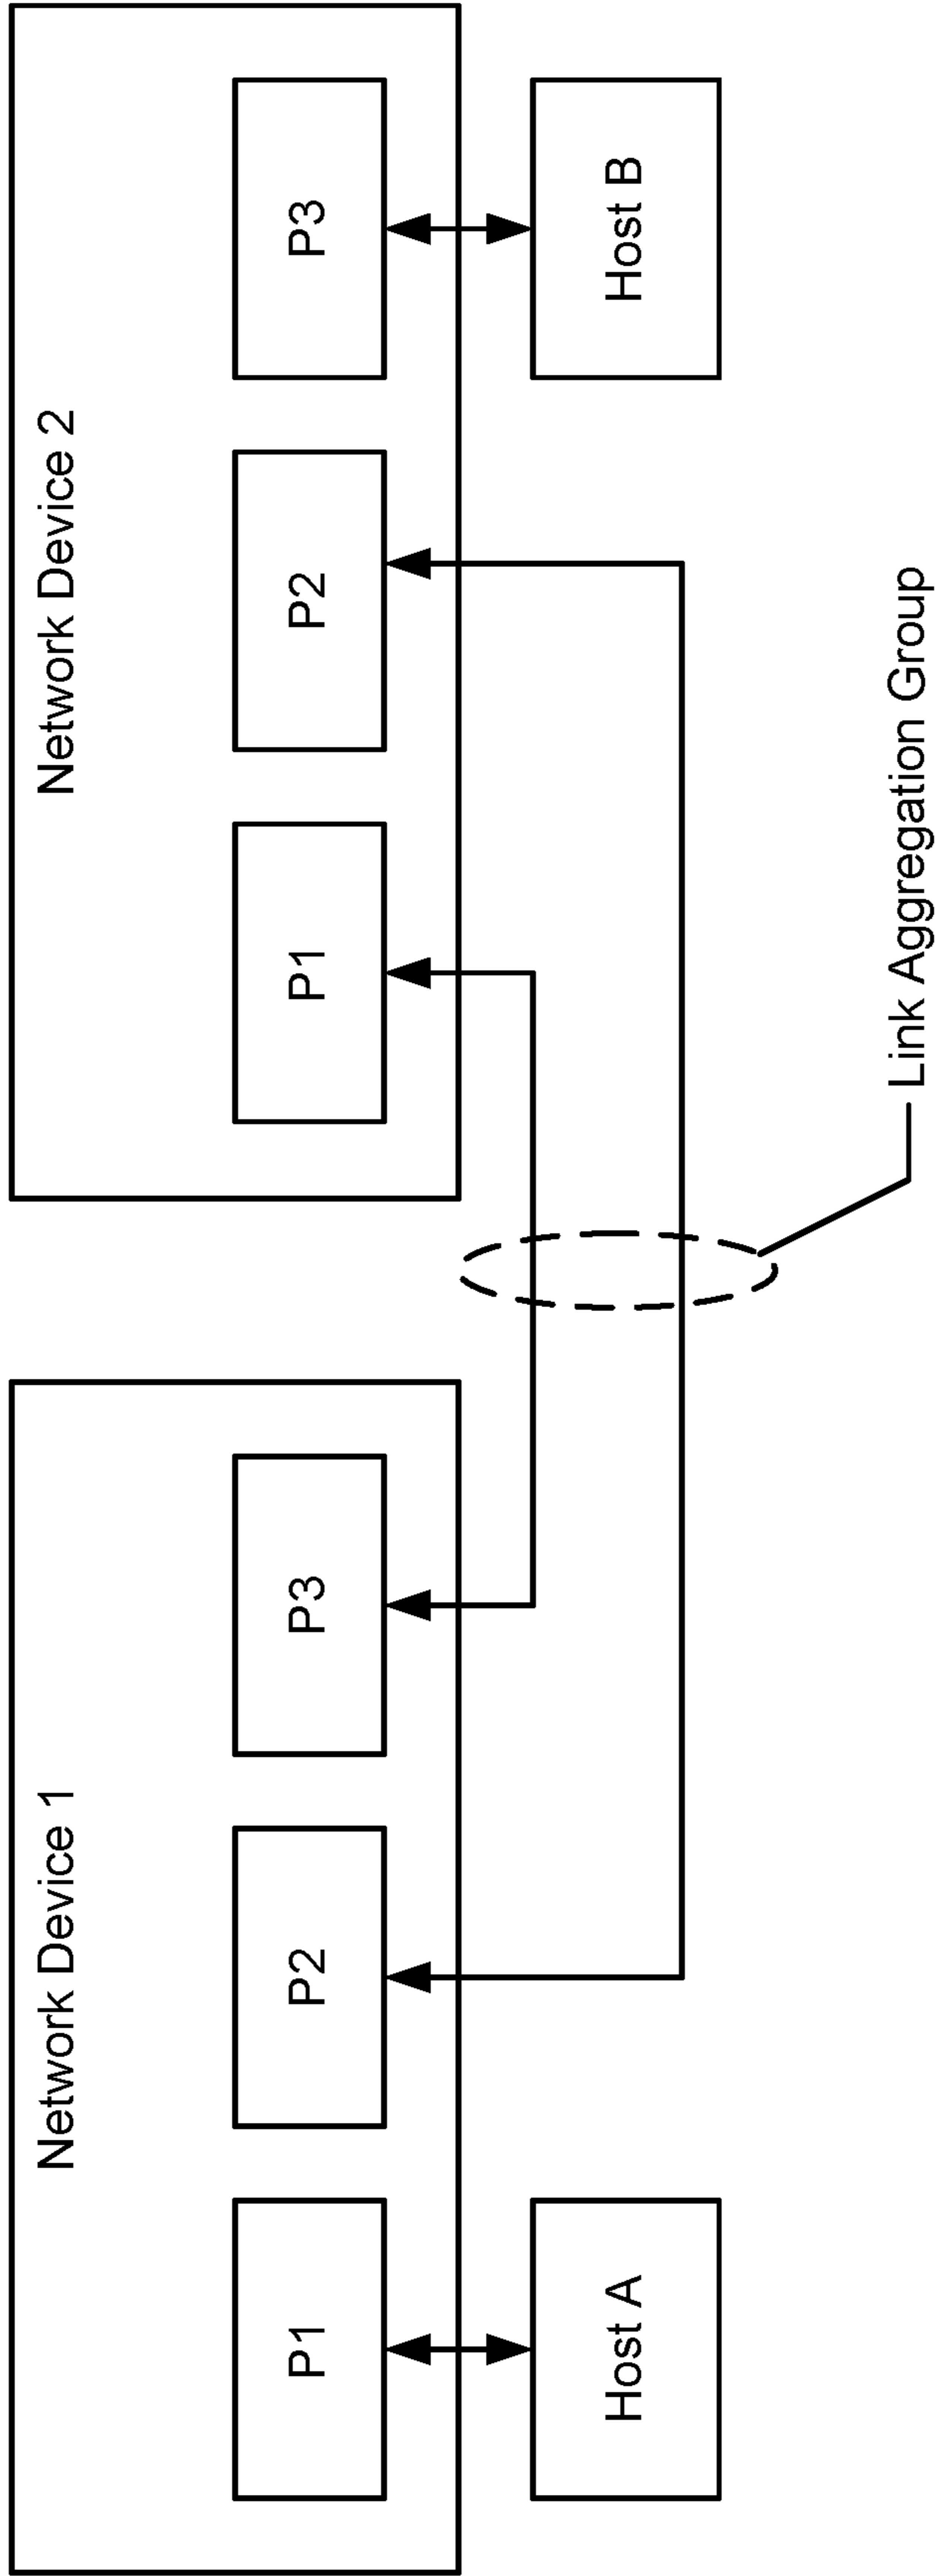 Network Device 1
Network Device 2
P1
P2
P3
P1
P2
P3
Host A
Host B
Link Aggregation Group